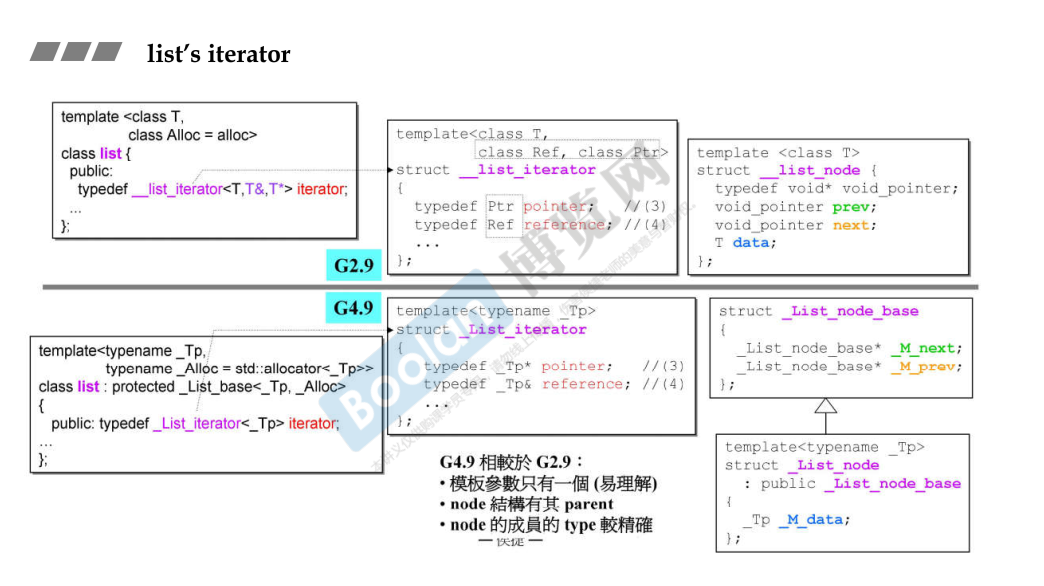 list's iterator
template <class T,
class Alloc = alloc>
class list {
public:
typedef __list_iterator<T,T&,T*> iterator;
...
};
template<class T,
class Ref, class Ptr>
struct __list_iterator
{
typedef Ptr pointer; //(3)
typedef Ref reference; //(4)
...
};
template <class T>
struct __list_node {
typedef void* void_pointer;
void_pointer prev;
void_pointer next;
T data;
};
G2.9
G4.9
template<typename _Tp,
typename _Alloc = std::allocator<_Tp>>
class list : protected _List_base<_Tp, _Alloc>
{
public: typedef _List_iterator<_Tp> iterator;
...
};
template<typename _Tp>
struct _List_iterator
{
typedef _Tp* pointer; //(3)
typedef _Tp& reference; //(4)
...
};
struct _List_node_base
{
_List_node_base* _M_next;
_List_node_base* _M_prev;
};
template<typename _Tp>
struct _List_node
: public _List_node_base
{
_Tp _M_data;
};
G4.9 相較於 G2.9：
• 模板參數只有一個 (易理解)
• node 結構有其 parent
• node 的成員的 type 較精確
— 侯捷 —
Boolan
博览网